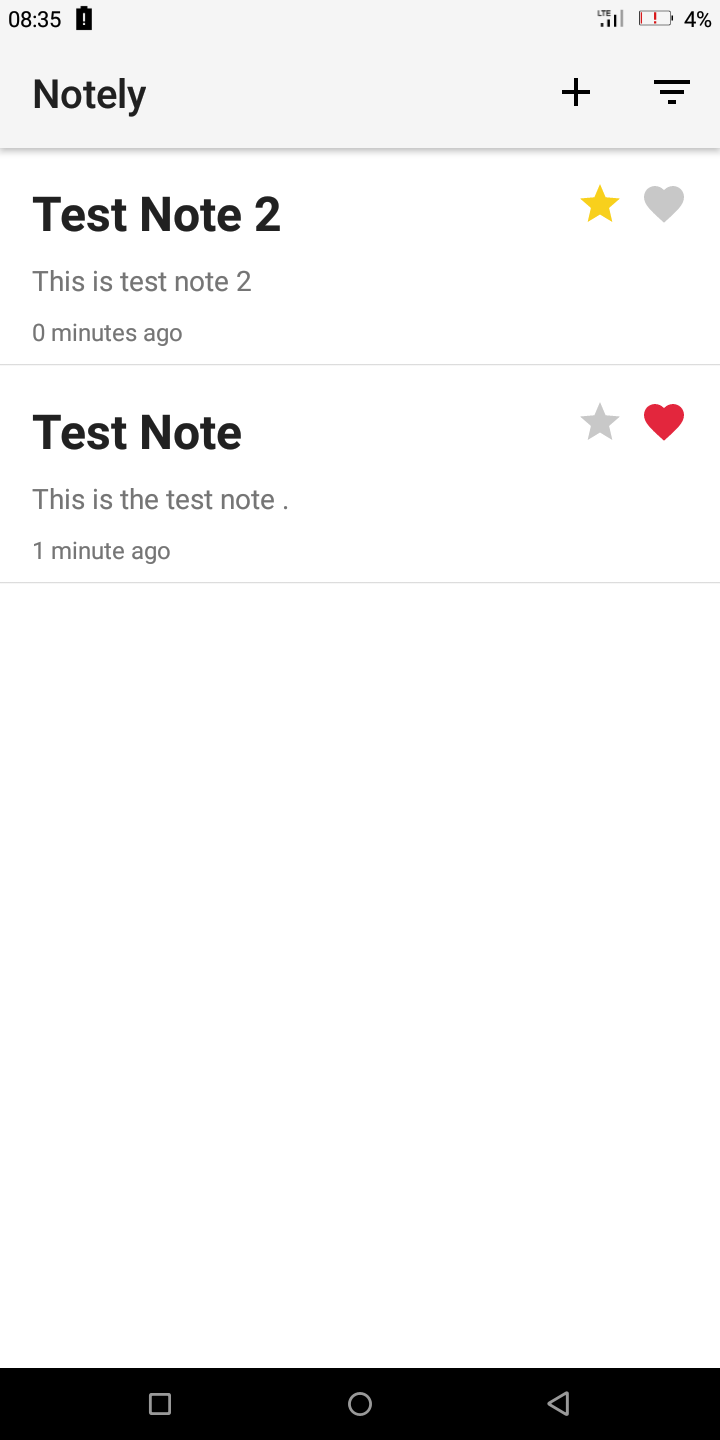 08:35 LTE 4%
Notely
Test Note 2
This is test note 2
0 minutes ago
Test Note
This is the test note .
1 minute ago